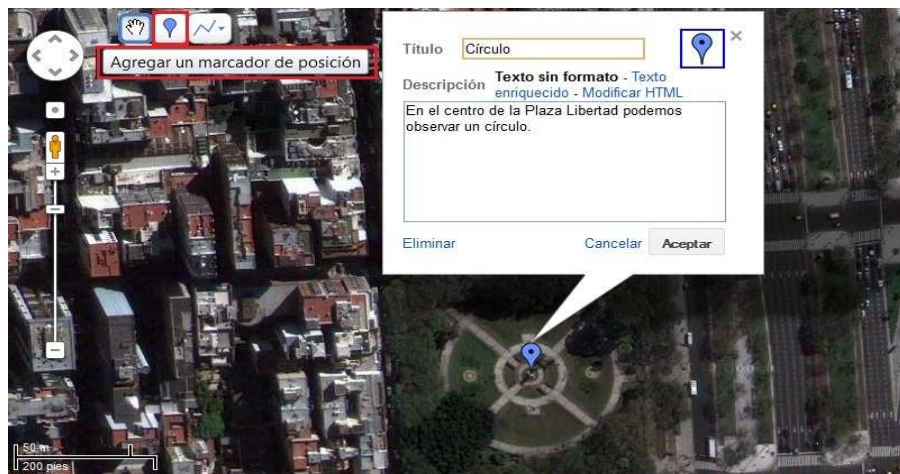 Agregar un marcador de posición
Título Círculo
Descripción Texto sin formato - Texto
enriquecido - Modificar HTML
En el centro de la Plaza Libertad podemos
observar un círculo.
Eliminar Cancelar Aceptar
50 m
200 pies